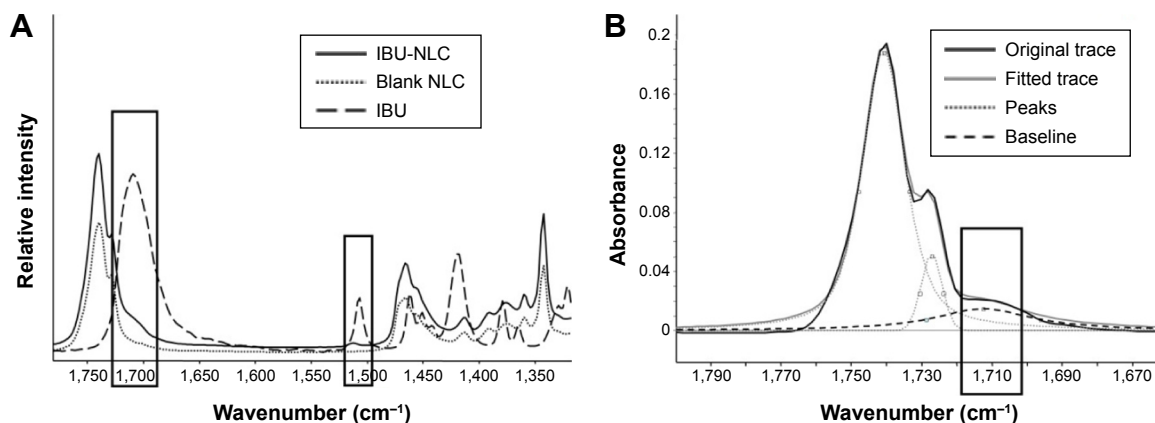 A
Relative intensity
IBU-NLC
Blank NLC
IBU
1,750 1,700 1,650 1,600 1,550 1,500 1,450 1,400 1,350
Wavenumber (cm⁻¹)
B
Absorbance
0.2
0.16
0.12
0.08
0.04
0
Original trace
Fitted trace
Peaks
Baseline
1,790 1,770 1,750 1,730 1,710 1,690 1,670
Wavenumber (cm⁻¹)